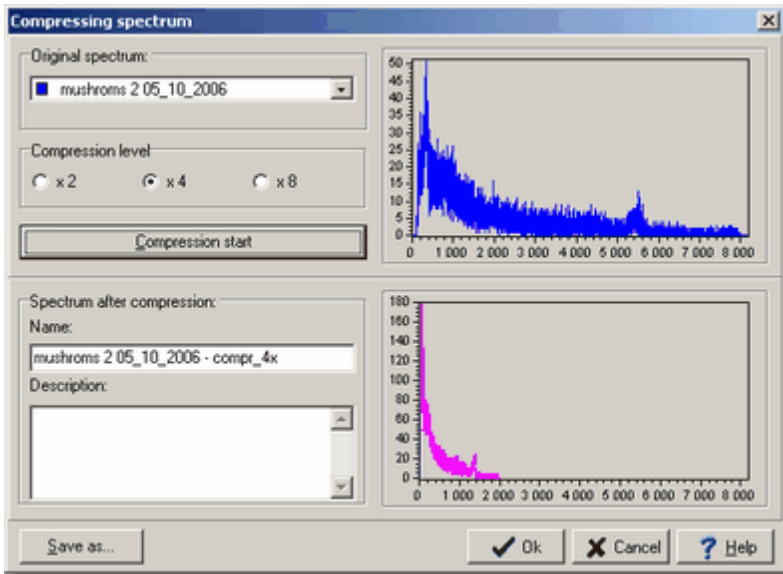 Compressing spectrum
Original spectrum:
mushroms 2 05_10_2006
Compression level
x 2 x 4 x 8
Compression start
50
45
40
35
30
25
20
15
10
5
0
0 1 000 2 000 3 000 4 000 5 000 6 000 7 000 8 000
Spectrum after compression:
Name:
mushroms 2 05_10_2006 - compr_4x
Description:
180
160
140
120
100
80
60
40
20
0
0 1 000 2 000 3 000 4 000 5 000 6 000 7 000 8 000
Save as... Ok Cancel ? Help